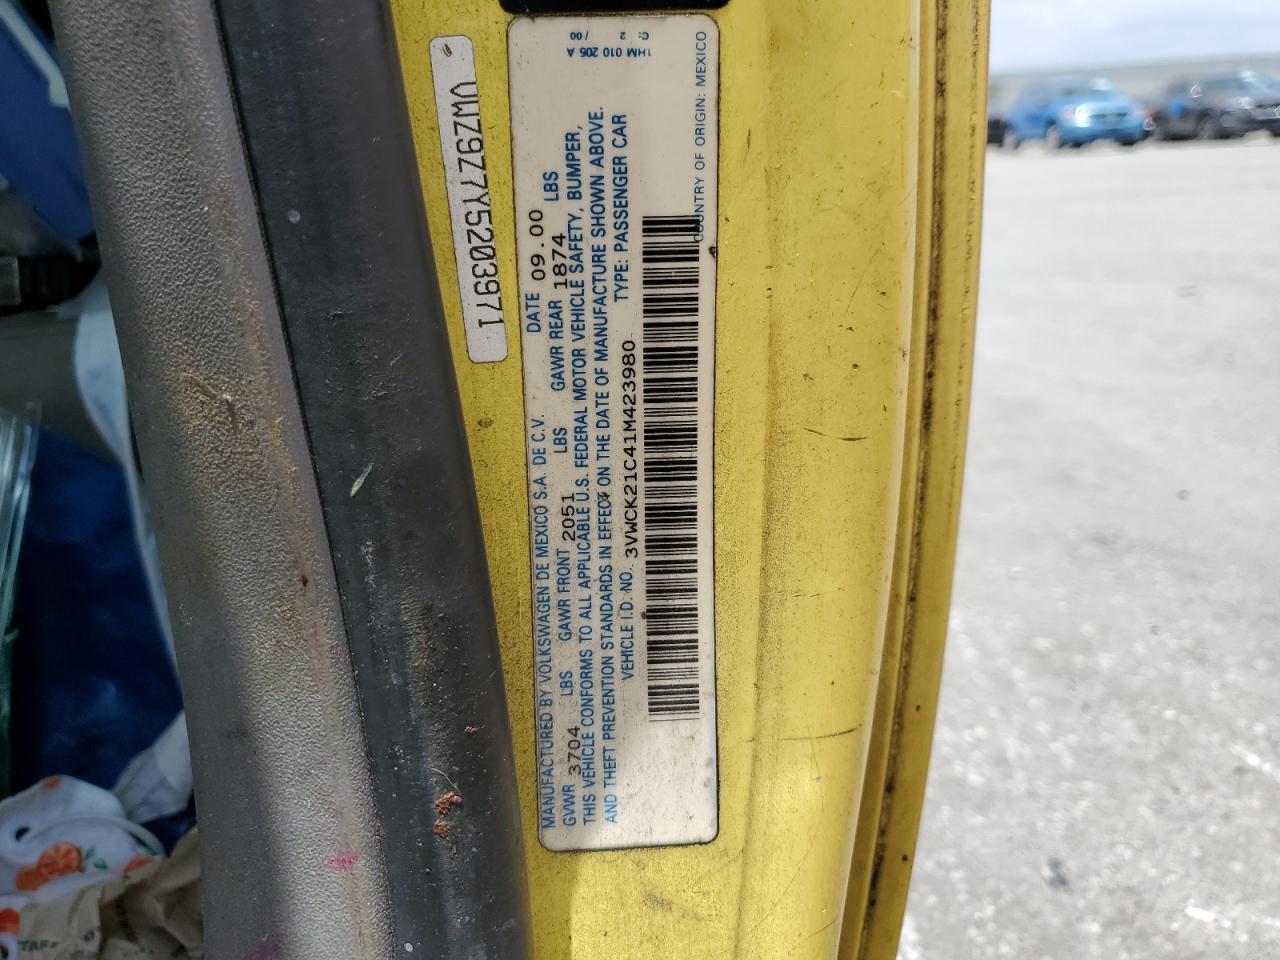 VWZ9Z7Y5203971
MANUFACTURED BY VOLKSWAGEN DE MEXICO S.A. DE C.V. DATE 09.00
GVWR 3704 LBS GAWR FRONT 2051 LBS GAWR REAR 1874 LBS
THIS VEHICLE CONFORMS TO ALL APPLICABLE U.S. FEDERAL MOTOR VEHICLE SAFETY, BUMPER,
AND THEFT PREVENTION STANDARDS IN EFFECT ON THE DATE OF MANUFACTURE SHOWN ABOVE.
VEHICLE I.D. NO. 3VWCK21C41M423980 TYPE: PASSENGER CAR
COUNTRY OF ORIGIN: MEXICO
1HM 010 205 A
C: 2 / 00